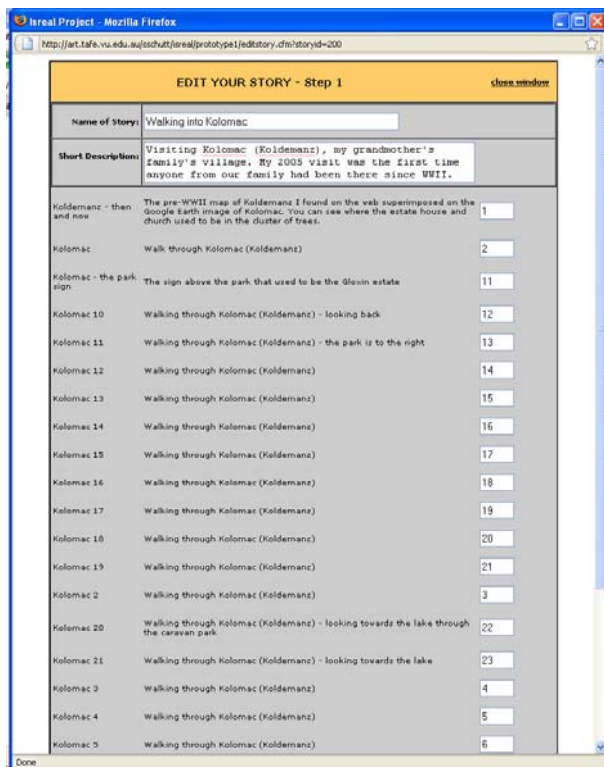 Isreal Project - Mozilla Firefox
http://art.tafe.vu.edu.au/sschutt/isreal/prototype1/editstory.cfm?storyid=200
EDIT YOUR STORY - Step 1
close window
Name of Story:
Walking into Kolomac
Short Description:
Visiting Kolomac (Koldemanz), my grandmother's
family's village. My 2005 visit was the first time
anyone from our family had been there since WWII.
Koldemanz - then
and now
The pre-WWII map of Koldemanz I found on the web superimposed on the
Google Earth image of Kolomac. You can see where the estate house and
church used to be in the cluster of trees.
1
Kolomac
Walk through Kolomac (Koldemanz)
2
Kolomac - the park
sign
The sign above the park that used to be the Gloxin estate
11
Kolomac 10
Walking through Kolomac (Koldemanz) - looking back
12
Kolomac 11
Walking through Kolomac (Koldemanz) - the park is to the right
13
Kolomac 12
Walking through Kolomac (Koldemanz)
14
Kolomac 13
Walking through Kolomac (Koldemanz)
15
Kolomac 14
Walking through Kolomac (Koldemanz)
16
Kolomac 15
Walking through Kolomac (Koldemanz)
17
Kolomac 16
Walking through Kolomac (Koldemanz)
18
Kolomac 17
Walking through Kolomac (Koldemanz)
19
Kolomac 18
Walking through Kolomac (Koldemanz)
20
Kolomac 19
Walking through Kolomac (Koldemanz)
21
Kolomac 2
Walking through Kolomac (Koldemanz)
3
Kolomac 20
Walking through Kolomac (Koldemanz) - looking towards the lake through
the caravan park
22
Kolomac 21
Walking through Kolomac (Koldemanz) - looking towards the lake
23
Kolomac 3
Walking through Kolomac (Koldemanz)
4
Kolomac 4
Walking through Kolomac (Koldemanz)
5
Kolomac 5
Walking through Kolomac (Koldemanz)
6
Done